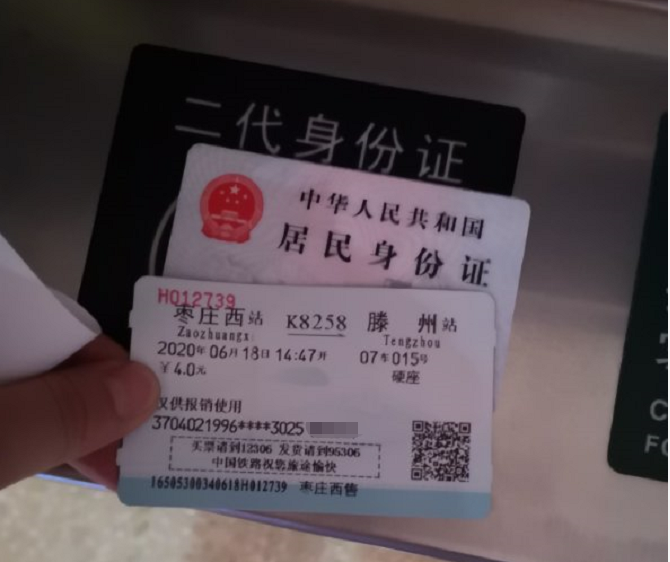 二代身份证
中华人民共和国
居民身份证
H012739
枣庄西站 K8258 滕州站
Zaozhuangxi Tengzhou
2020年06月18日14:47开 07车015号
￥4.0元 硬座
仅供报销使用
3704021996****3025
买票请到12306 发货请到95306
中国铁路祝您旅途愉快
16505300340618H012739 枣庄西售